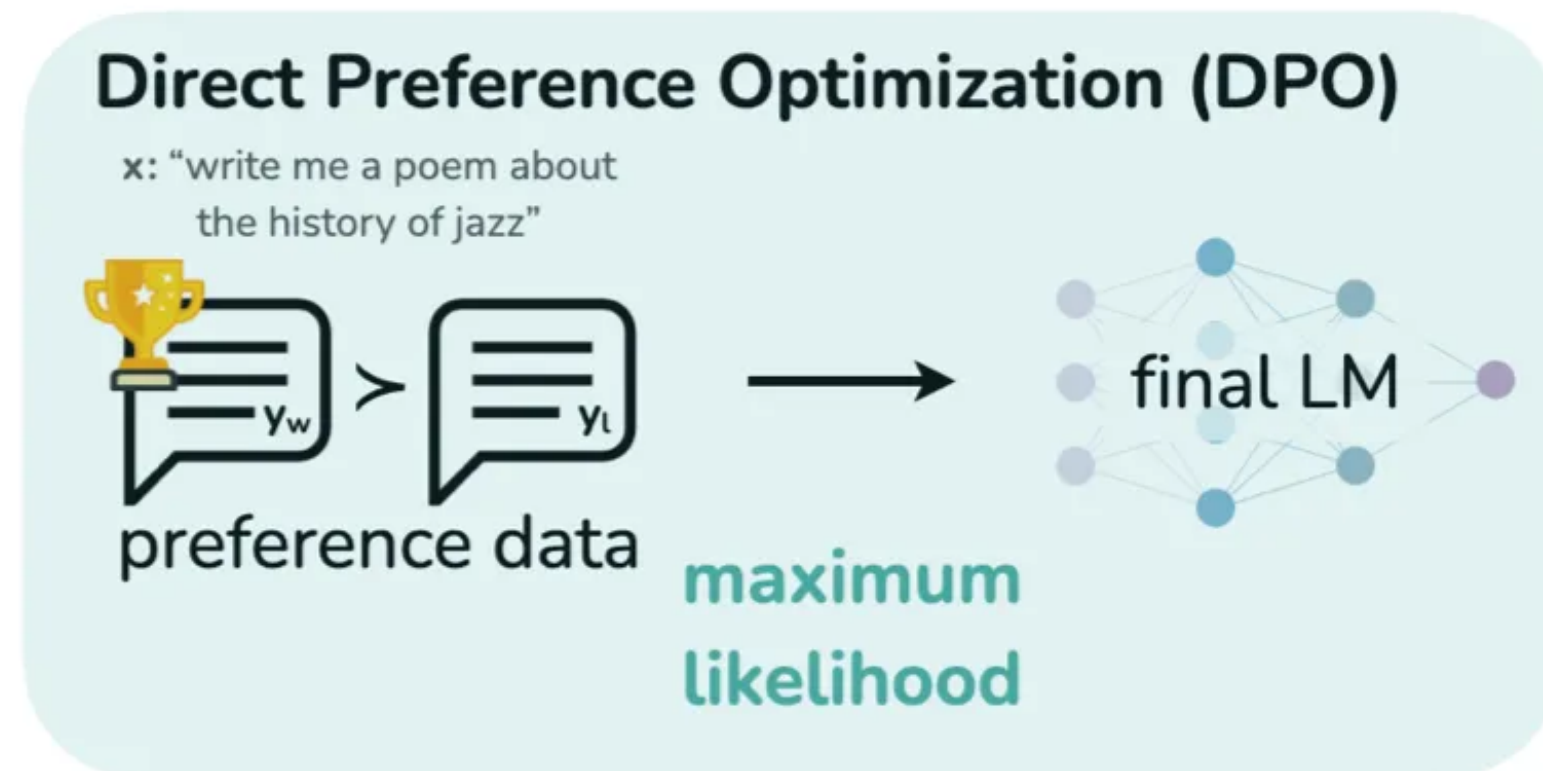 Direct Preference Optimization (DPO)
x: “write me a poem about
the history of jazz”
yw
≻
yl
final LM
preference data
maximum
likelihood